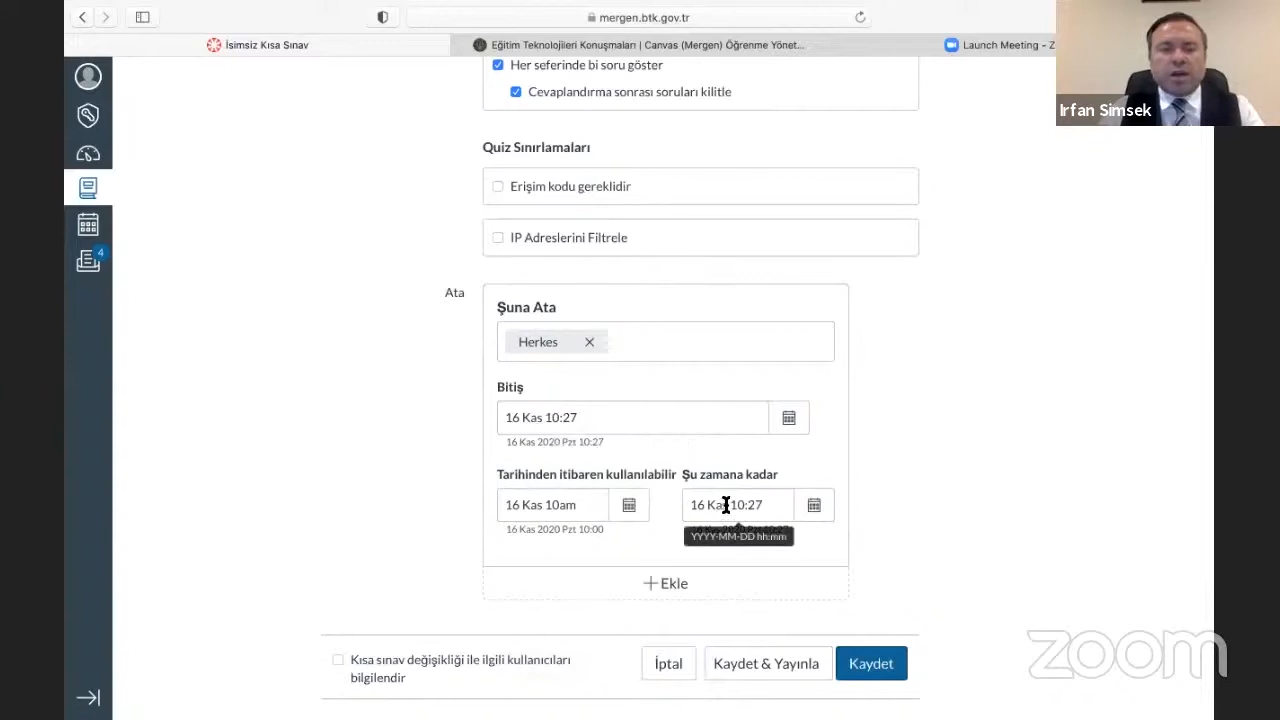 mergen.btk.gov.tr
İsimsiz Kısa Sınav
Eğitim Teknolojileri Konuşmaları | Canvas (Mergen) Öğrenme Yönet...
Launch Meeting - Z
Irfan Simsek
Her seferinde bi soru göster
Cevaplandırma sonrası soruları kilitle
Quiz Sınırlamaları
Erişim kodu gereklidir
IP Adreslerini Filtrele
4
Ata
Şuna Ata
Herkes
Bitiş
16 Kas 10:27
16 Kas 2020 Pzt 10:27
Tarihinden itibaren kullanılabilir
Şu zamana kadar
16 Kas 10am
16 Kas 10:27
16 Kas 2020 Pzt 10:00
YYYY-MM-DD hh:mm
+Ekle
Kısa sınav değişikliği ile ilgili kullanıcıları
bilgilendir
İptal
Kaydet & Yayınla
Kaydet
zoom